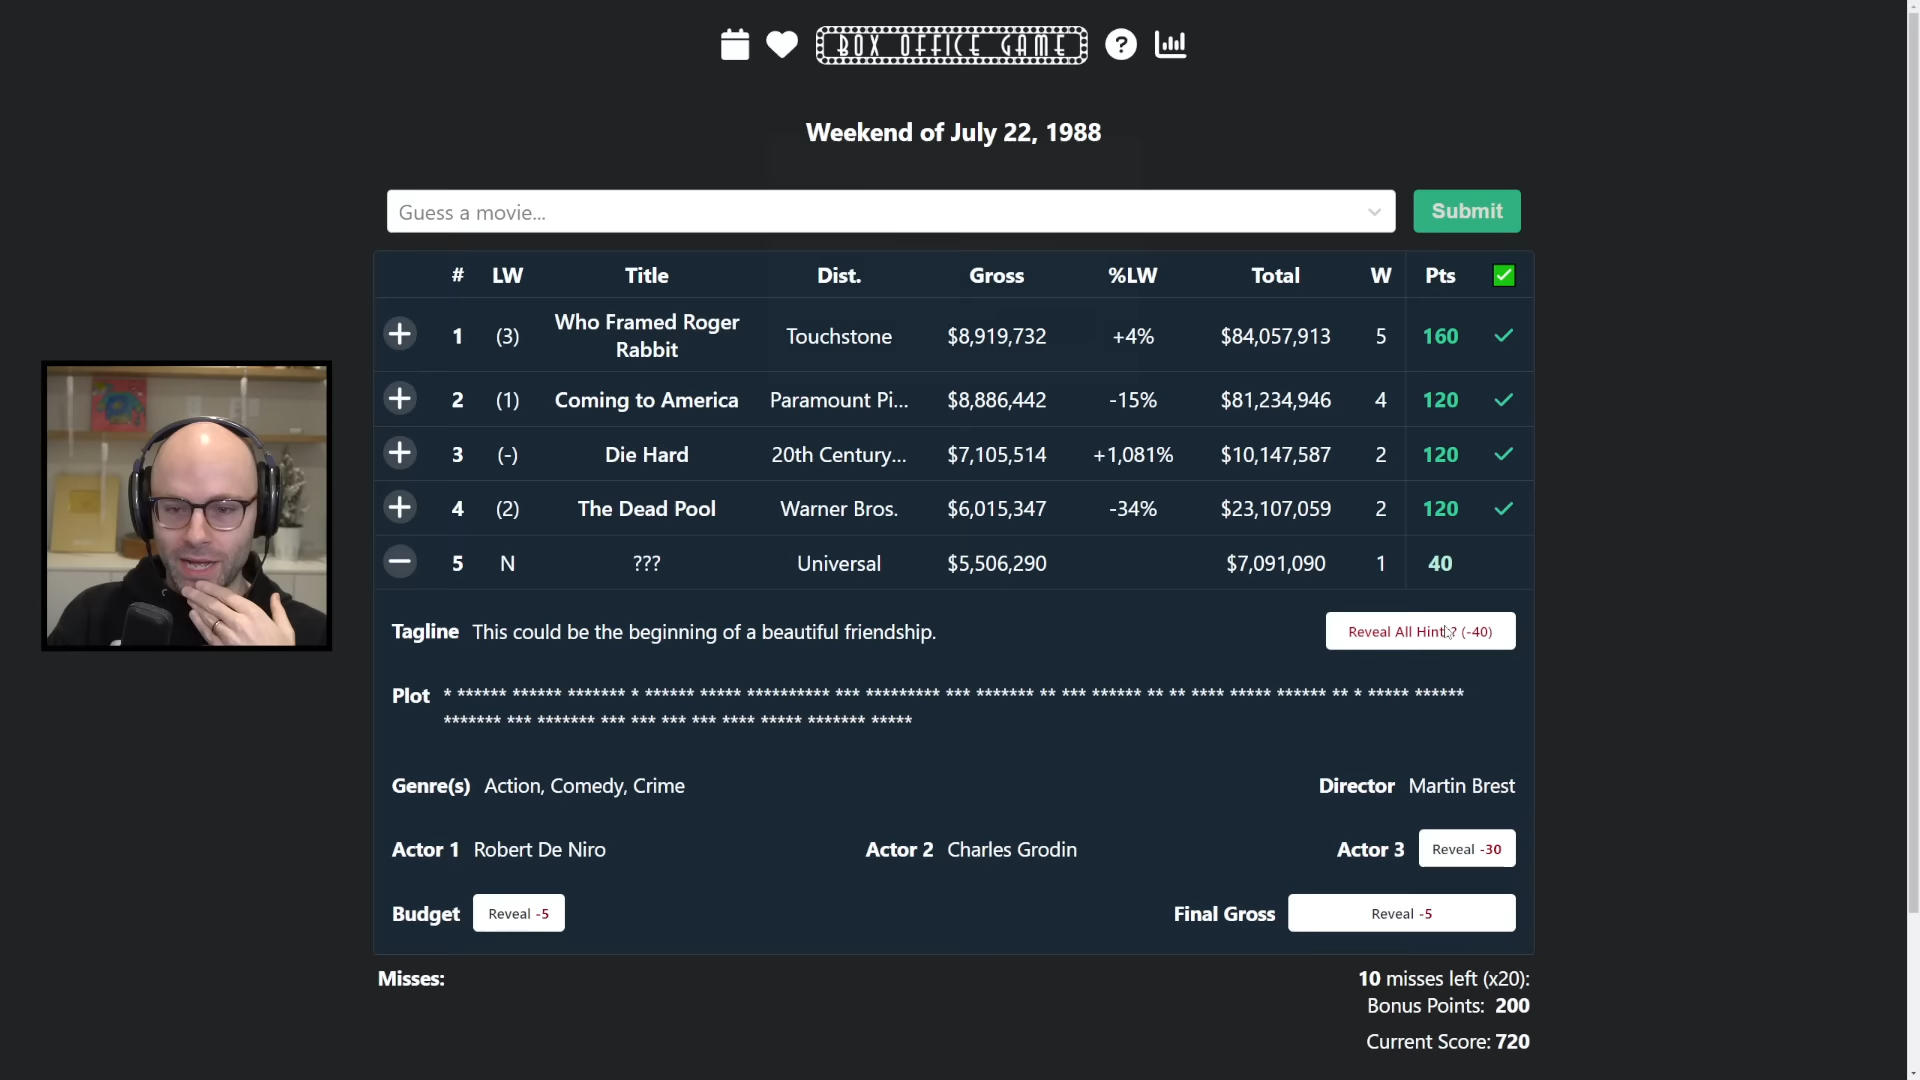 BOX OFFICE GAME ?
Weekend of July 22, 1988
Guess a movie... Submit
# LW Title Dist. Gross %LW Total W Pts
1 (3) Who Framed Roger Rabbit Touchstone $8,919,732 +4% $84,057,913 5 160
2 (1) Coming to America Paramount Pi... $8,886,442 -15% $81,234,946 4 120
3 (-) Die Hard 20th Century... $7,105,514 +1,081% $10,147,587 2 120
4 (2) The Dead Pool Warner Bros. $6,015,347 -34% $23,107,059 2 120
5 N ??? Universal $5,506,290 $7,091,090 1 40
Tagline This could be the beginning of a beautiful friendship. Reveal All Hints? (-40)
Plot * ****** ****** ******* * ****** ***** ********** *** ********* *** ******* ** *** ****** ** ** **** ***** ****** ** * ***** ******
******* *** ******* *** *** *** *** **** ***** ******* *****
Genre(s) Action, Comedy, Crime Director Martin Brest
Actor 1 Robert De Niro Actor 2 Charles Grodin Actor 3 Reveal -30
Budget Reveal -5 Final Gross Reveal -5
Misses: 10 misses left (x20):
Bonus Points: 200
Current Score: 720